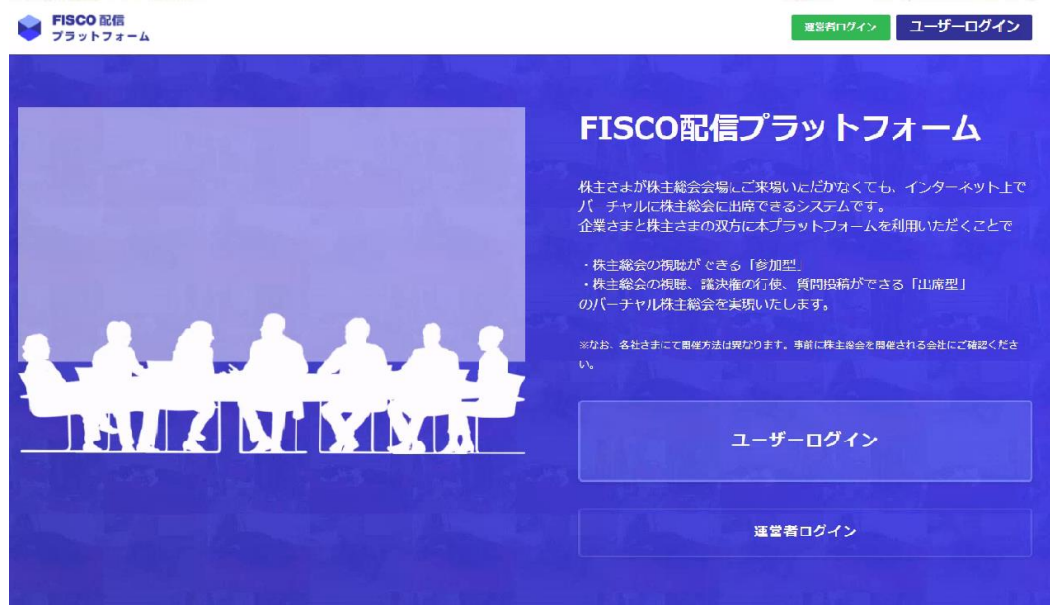 FISCO 配信
プラットフォーム
運営者ログイン
ユーザーログイン
FISCO配信プラットフォーム
株主さまが株主総会会場にご来場いただかなくても、インターネット上で
バーチャルに株主総会に出席できるシステムです。
企業さまと株主さまの双方に本プラットフォームを利用いただくことで
・株主総会の視聴ができる「参加型」
・株主総会の視聴、議決権の行使、質問投稿ができる「出席型」
のバーチャル株主総会を実現いたします。
※なお、各社さまにて開催方法は異なります。事前に株主総会を開催される会社にご確認くださ
い。
ユーザーログイン
運営者ログイン